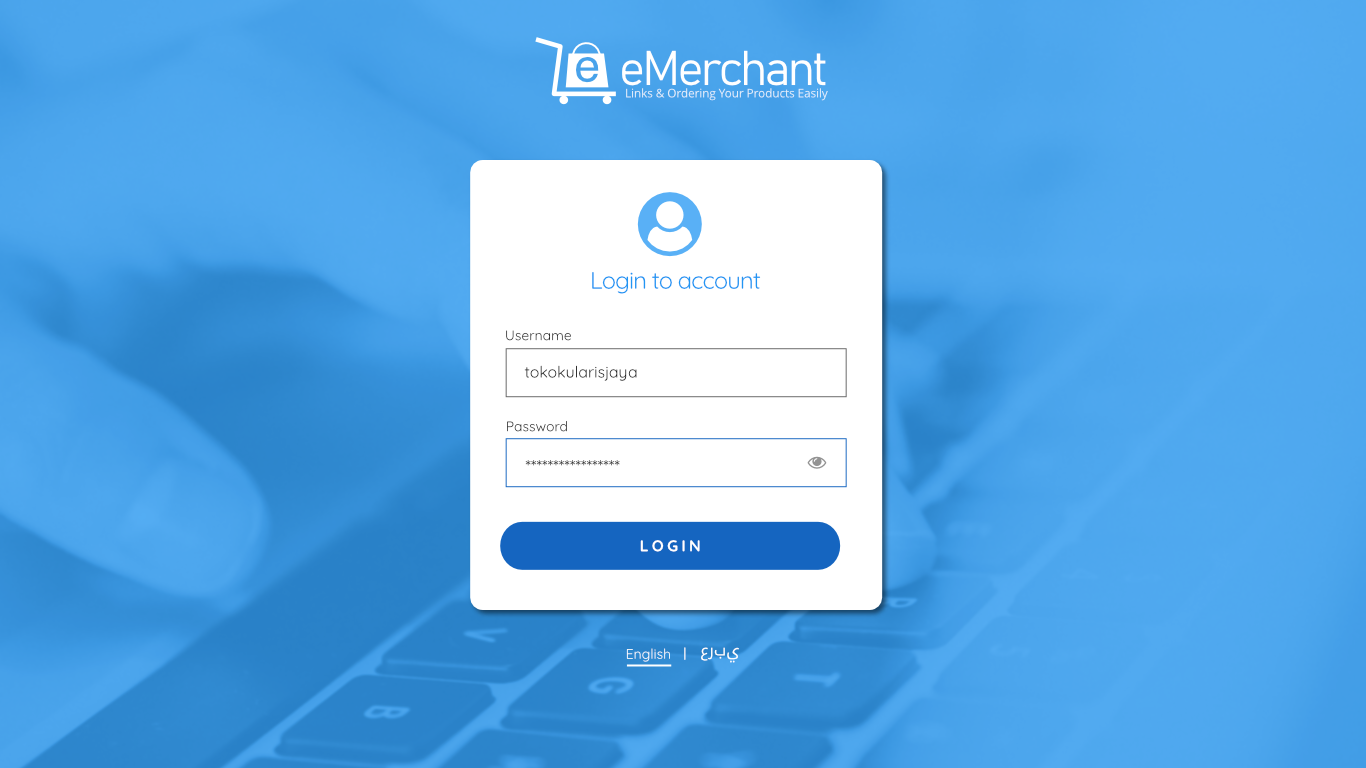 e eMerchant
Links & Ordering Your Products Easily
Login to account
Username
tokokularisjaya
Password
*****************
LOGIN
English | عربي
V
P
G
T
B